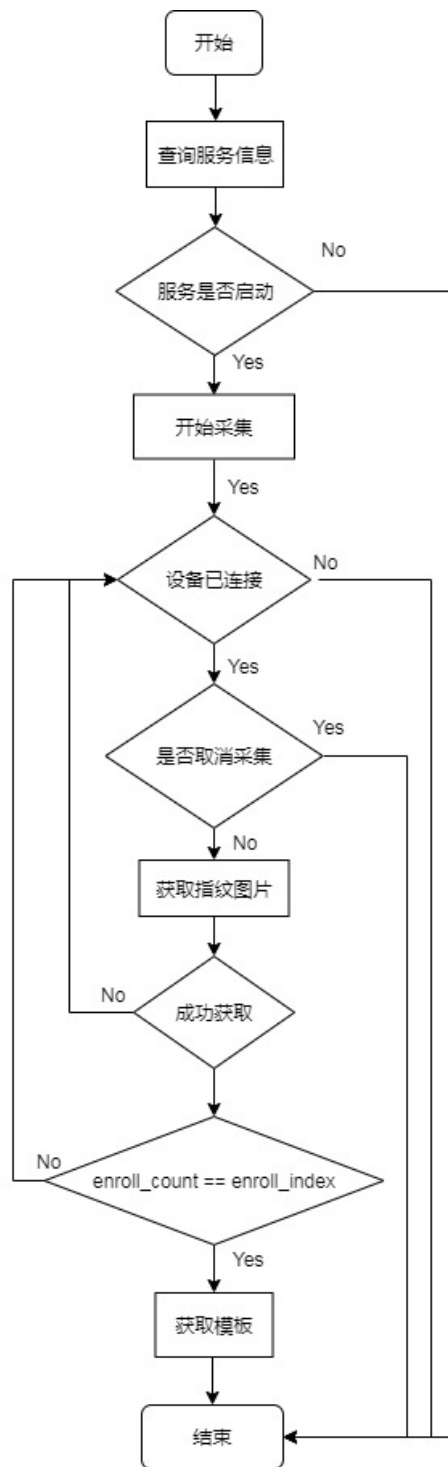 开始
查询服务信息
No
服务是否启动
Yes
开始采集
Yes
设备已连接
No
Yes
是否取消采集
Yes
No
获取指纹图片
No
成功获取
No
enroll_count == enroll_index
Yes
获取模板
结束